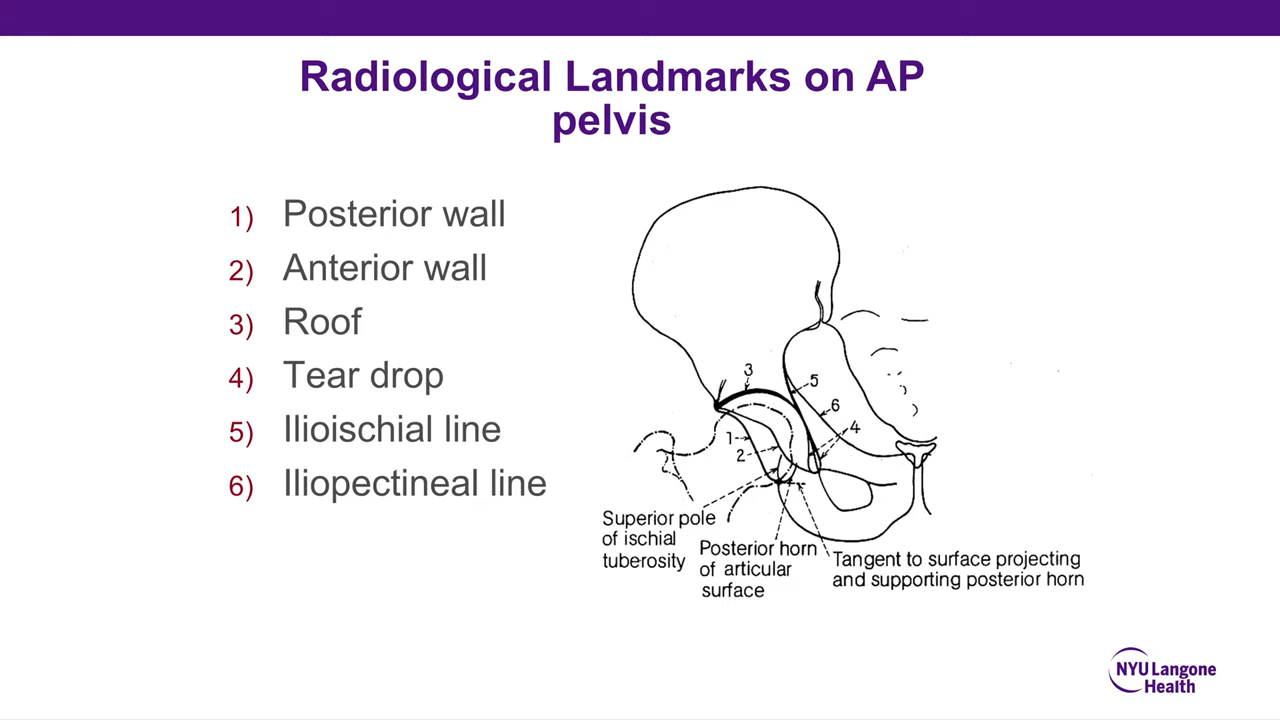 Radiological Landmarks on AP
pelvis
1) Posterior wall
2) Anterior wall
3) Roof
4) Tear drop
5) Ilioischial line
6) Iliopectineal line
3
5
6
4
1
2
Superior pole
of ischial
tuberosity
Posterior horn
of articular
surface
Tangent to surface projecting
and supporting posterior horn
NYU Langone
Health